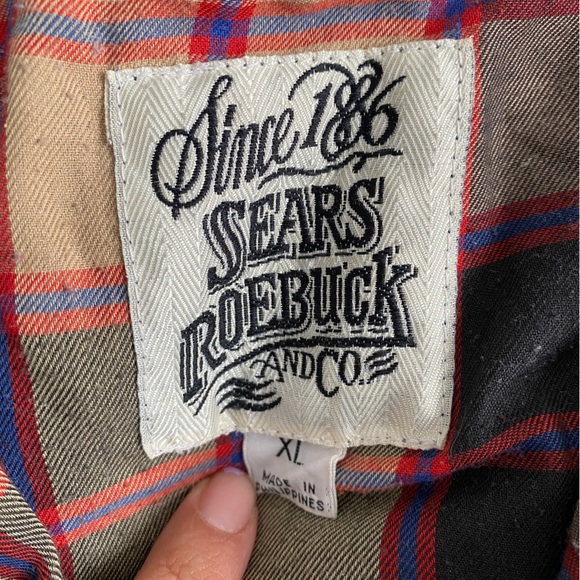 Since 1886
SEARS
ROEBUCK
AND CO.
XL
MADE IN
PHILIPPINES